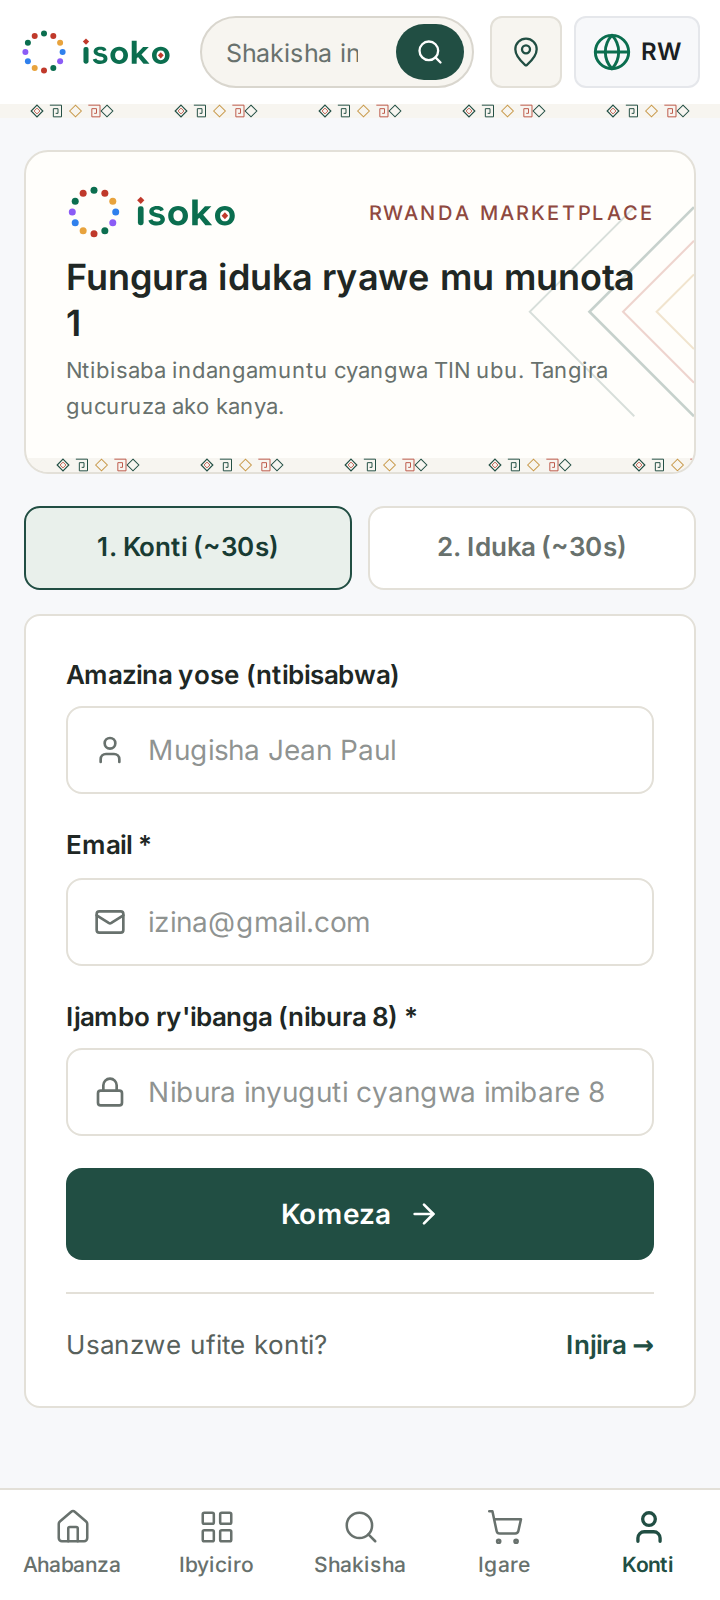 isoko
Shakisha in
RW
isoko
RWANDA MARKETPLACE
Fungura iduka ryawe mu munota
1
Ntibisaba indangamuntu cyangwa TIN ubu. Tangira
gucuruza ako kanya.
1. Konti (~30s)
2. Iduka (~30s)
Amazina yose (ntibisabwa)
Mugisha Jean Paul
Email *
izina@gmail.com
Ijambo ry'ibanga (nibura 8) *
Nibura inyuguti cyangwa imibare 8
Komeza →
Usanzwe ufite konti?
Injira →
Ahabanza
Ibyiciro
Shakisha
Igare
Konti